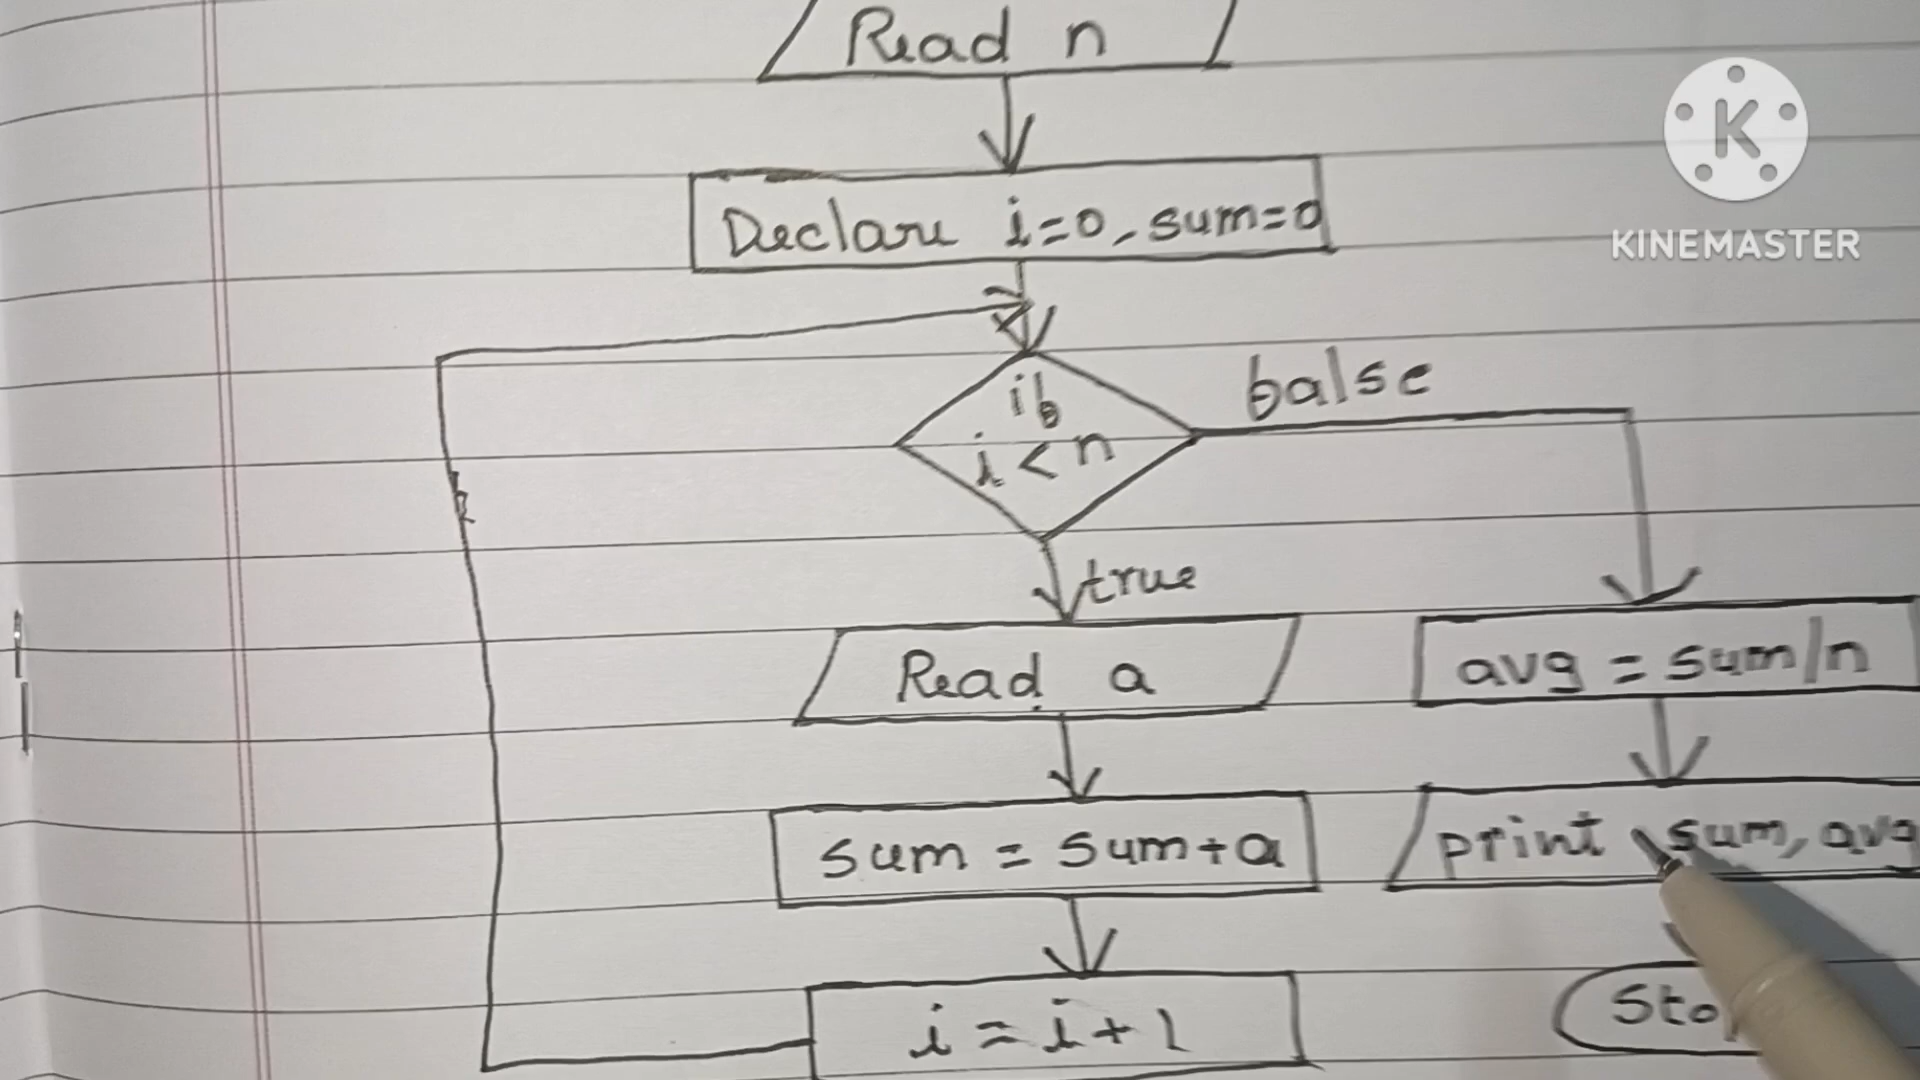 Read n
KINEMASTER
Declare i=0, sum=0
if
i < n
false
true
Read a
avg = sum/n
sum = sum+a
print sum, avg
i = i+1